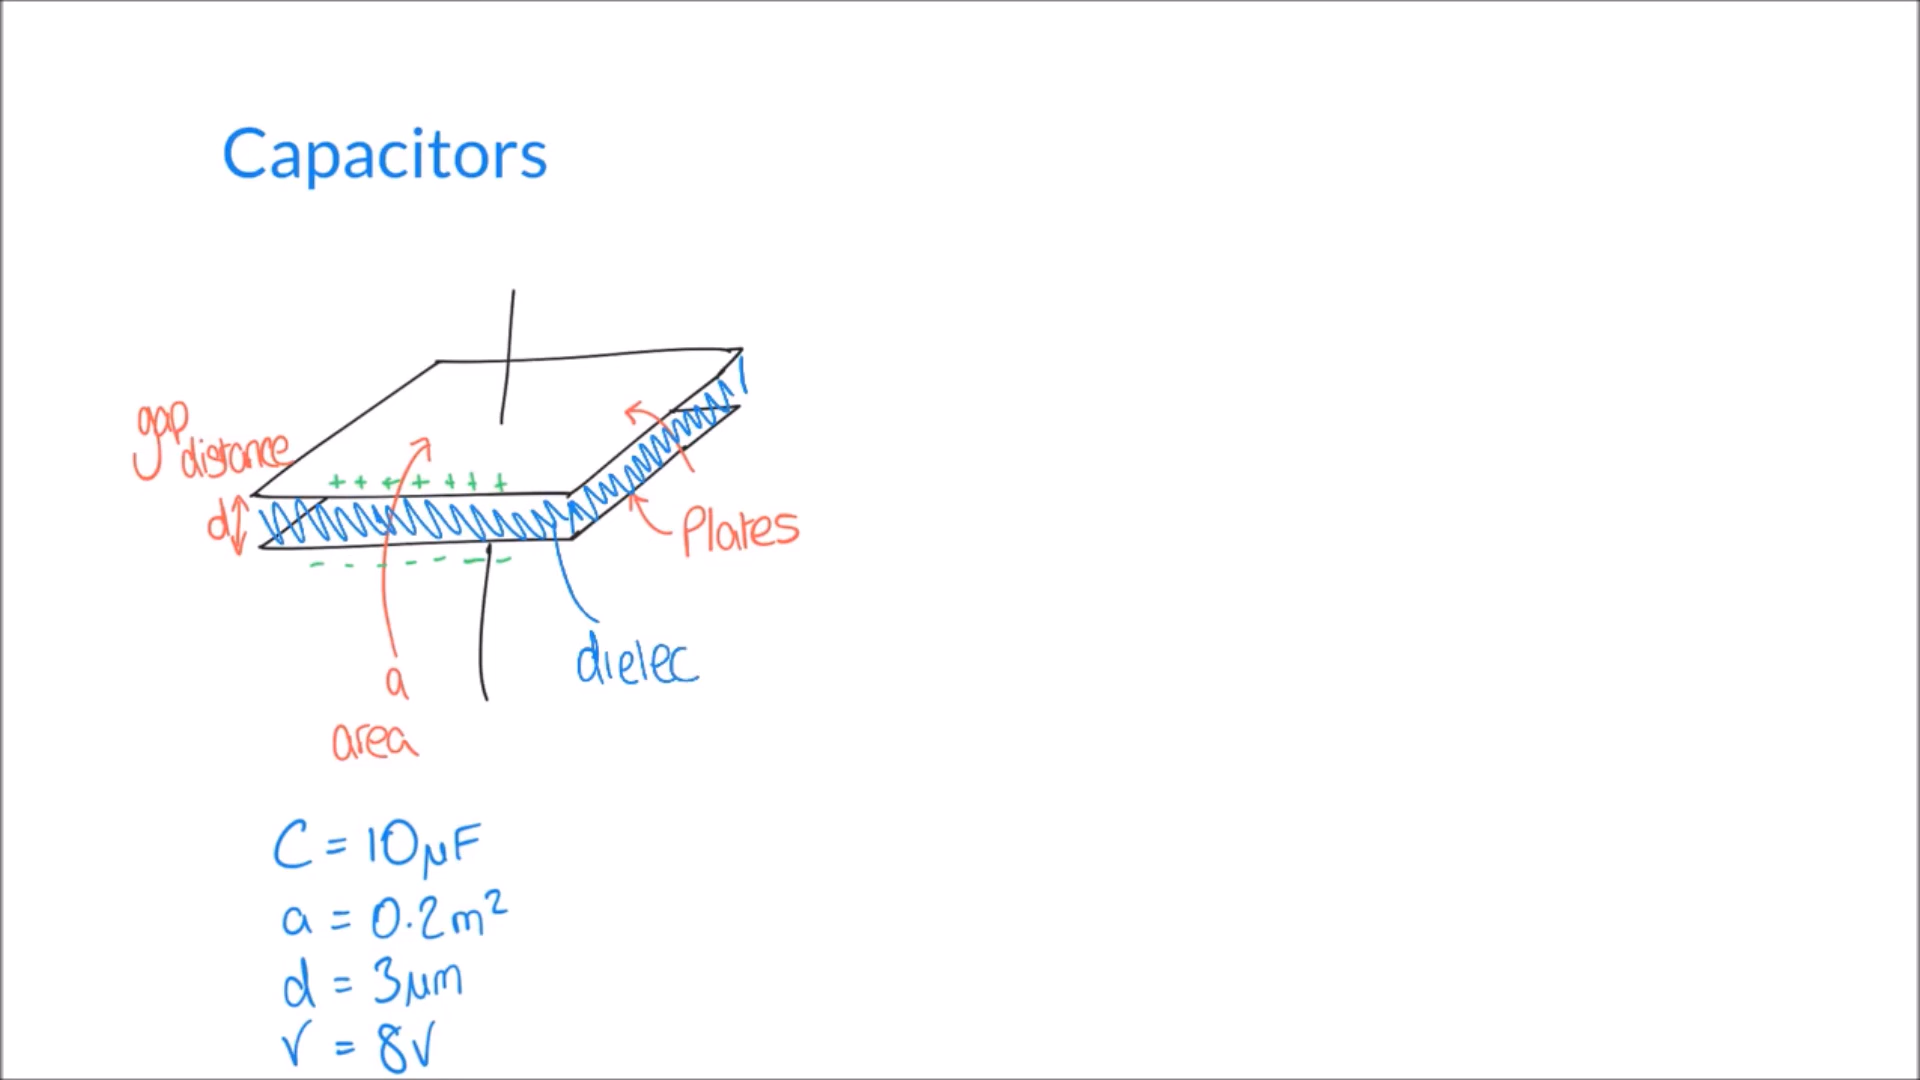 Capacitors
gap
distance
+ + + + + + +
d
Plates
- - - - - - -
dielec
a
area
C = 10μF
a = 0.2m²
d = 3μm
V = 8V